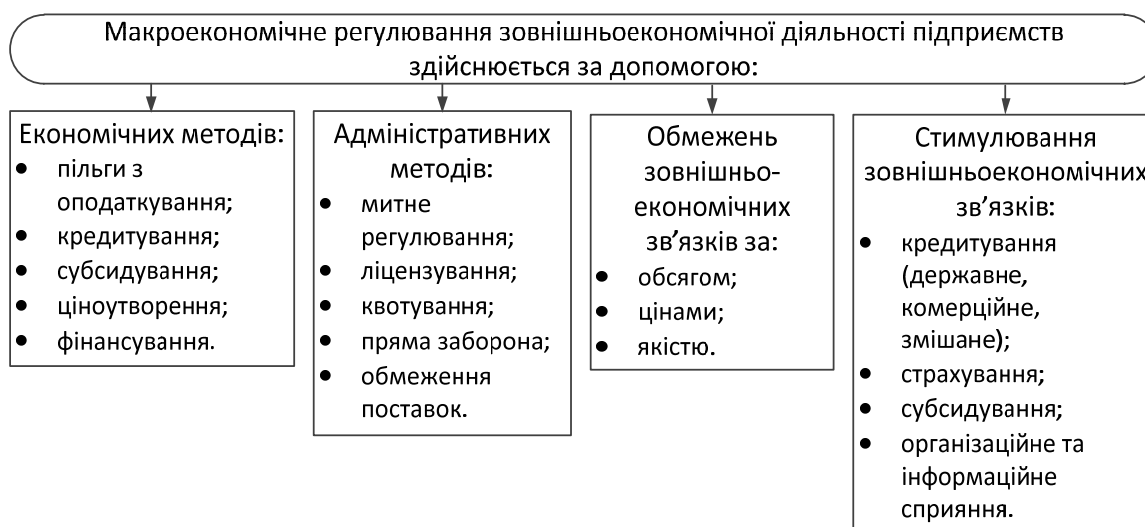 Макроекономічне регулювання зовнішньоекономічної діяльності підприємств
здійснюється за допомогою:
Економічних методів:
• пільги з
оподаткування;
• кредитування;
• субсидування;
• ціноутворення;
• фінансування.
Адміністративних
методів:
• митне
регулювання;
• ліцензування;
• квотування;
• пряма заборона;
• обмеження
поставок.
Обмежень
зовнішньо-
економічних
зв’язків за:
• обсягом;
• цінами;
• якістю.
Стимулювання
зовнішньоекономічних
зв’язків:
• кредитування
(державне,
комерційне,
змішане);
• страхування;
• субсидування;
• організаційне та
інформаційне
сприяння.